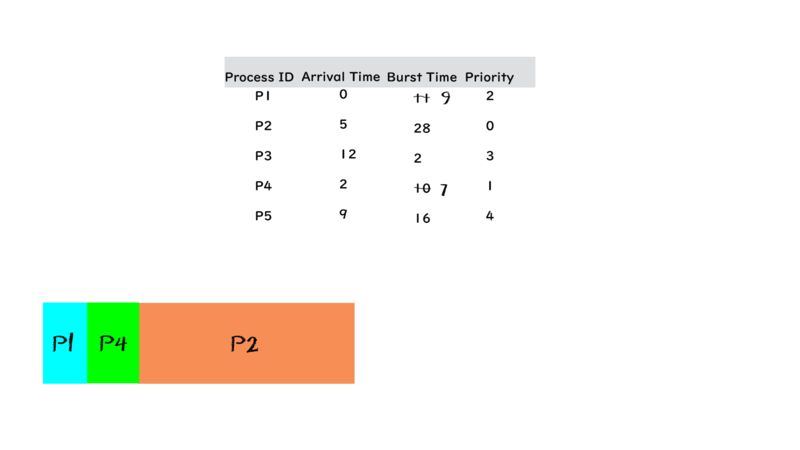 Process ID Arrival Time Burst Time Priority
P1 0 11 9 2
P2 5 28 0
P3 12 2 3
P4 2 10 7 1
P5 9 16 4
P1 P4 P2